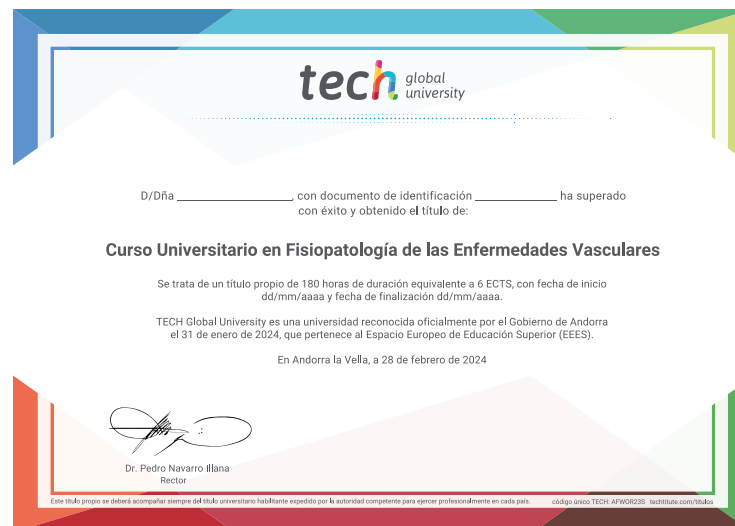 tech global university
D/Dña ____________, con documento de identificación ____________ ha superado
con éxito y obtenido el título de:
Curso Universitario en Fisiopatología de las Enfermedades Vasculares
Se trata de un título propio de 180 horas de duración equivalente a 6 ECTS, con fecha de inicio
dd/mm/aaaa y fecha de finalización dd/mm/aaaa.
TECH Global University es una universidad reconocida oficialmente por el Gobierno de Andorra
el 31 de enero de 2024, que pertenece al Espacio Europeo de Educación Superior (EEES).
En Andorra la Vella, a 28 de febrero de 2024
Dr. Pedro Navarro Illana
Rector
Este título propio se deberá acompañar siempre del título universitario habilitante expedido por la autoridad competente para ejercer profesionalmente en cada país. código único TECH: AFWOR23S techtitute.com/titulos